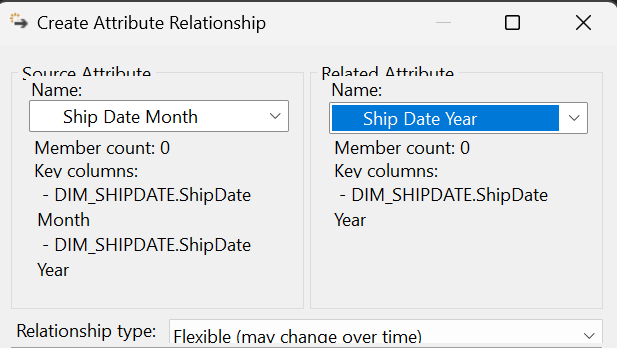 Create Attribute Relationship
Source Attribute
Name:
Ship Date Month
Member count: 0
Key columns:
- DIM_SHIPDATE.ShipDate
Month
- DIM_SHIPDATE.ShipDate
Year
Related Attribute
Name:
Ship Date Year
Member count: 0
Key columns:
- DIM_SHIPDATE.ShipDate
Year
Relationship type:
Flexible (may change over time)